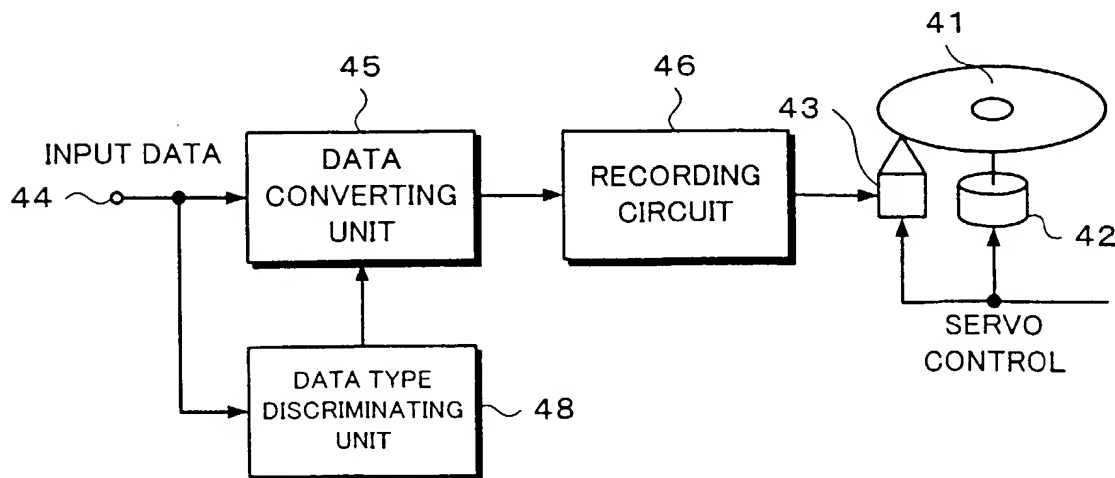 41
45
46
43
INPUT DATA
44
DATA
CONVERTING
UNIT
RECORDING
CIRCUIT
42
SERVO
CONTROL
DATA TYPE
DISCRIMINATING
UNIT
48